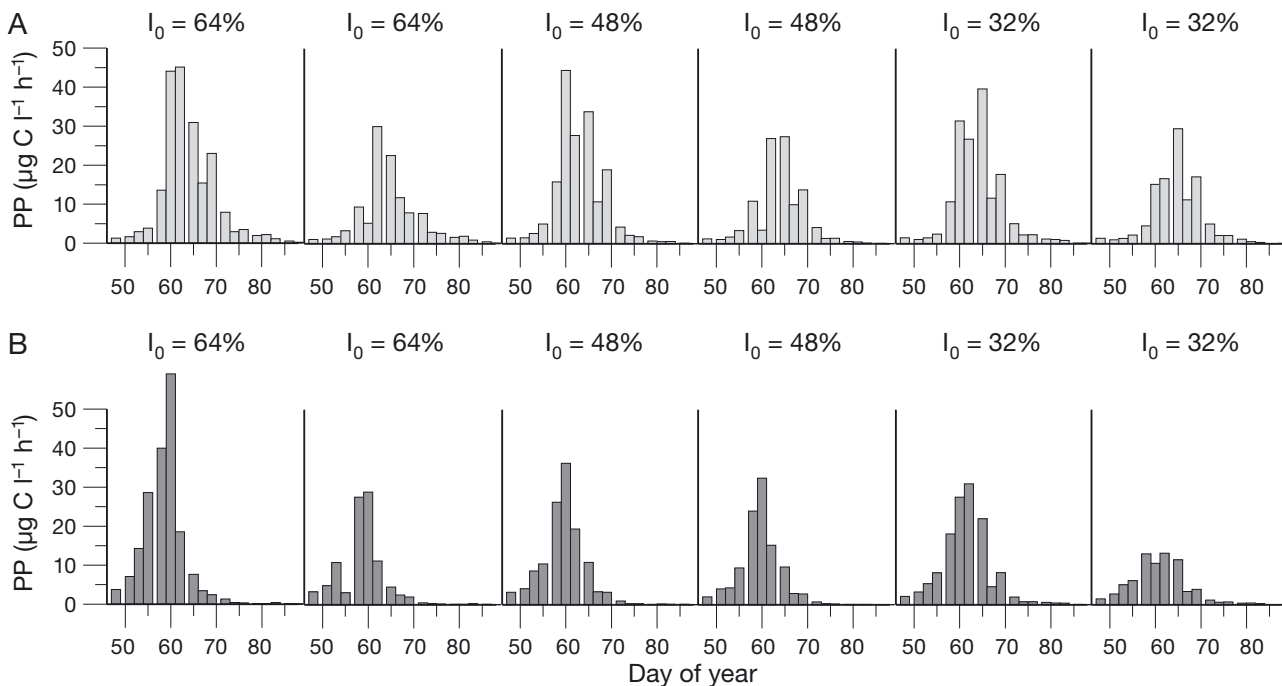 A
I₀ = 64% I₀ = 64% I₀ = 48% I₀ = 48% I₀ = 32% I₀ = 32%
PP (µg C l⁻¹ h⁻¹)
50
40
30
20
10
0
50 60 70 80 50 60 70 80 50 60 70 80 50 60 70 80 50 60 70 80 50 60 70 80
B
I₀ = 64% I₀ = 64% I₀ = 48% I₀ = 48% I₀ = 32% I₀ = 32%
PP (µg C l⁻¹ h⁻¹)
50
40
30
20
10
0
50 60 70 80 50 60 70 80 50 60 70 80 50 60 70 80 50 60 70 80 50 60 70 80
Day of year